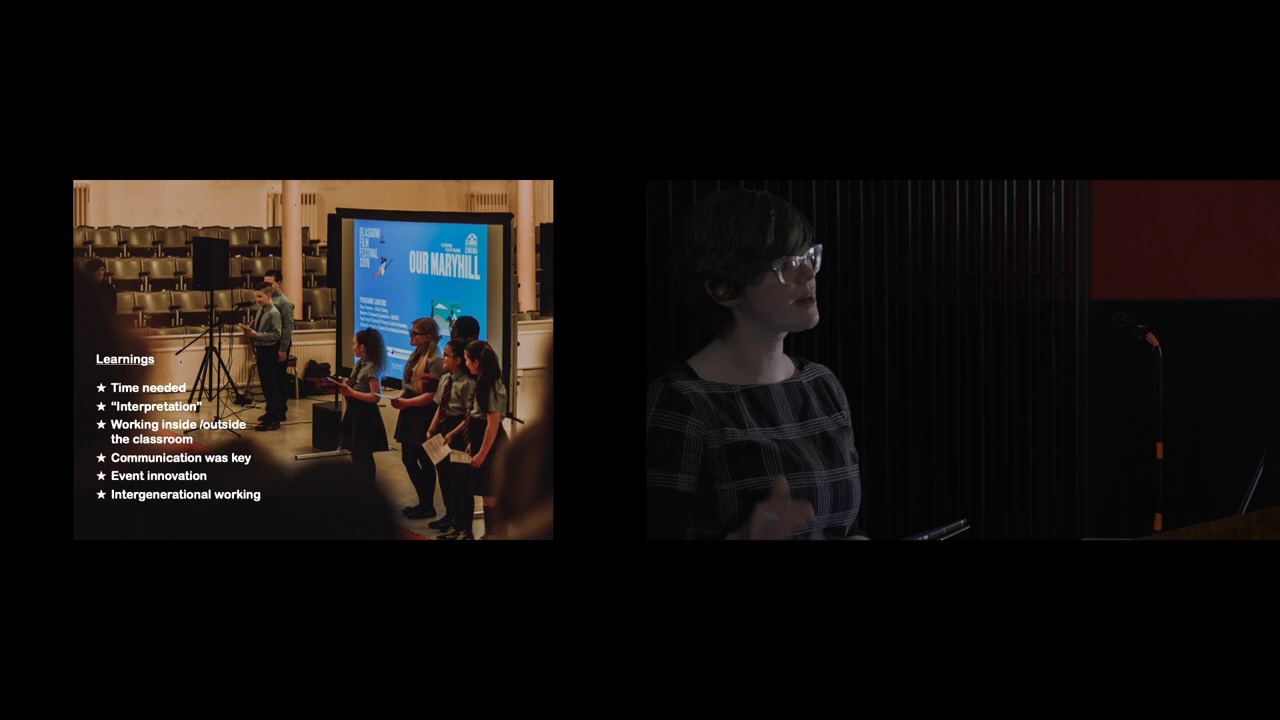 GLASGOW
FILM
FESTIVAL
2019
CINEMA
OUR MARYHILL
Learnings
★ Time needed
★ “Interpretation”
★ Working inside /outside
the classroom
★ Communication was key
★ Event innovation
★ Intergenerational working